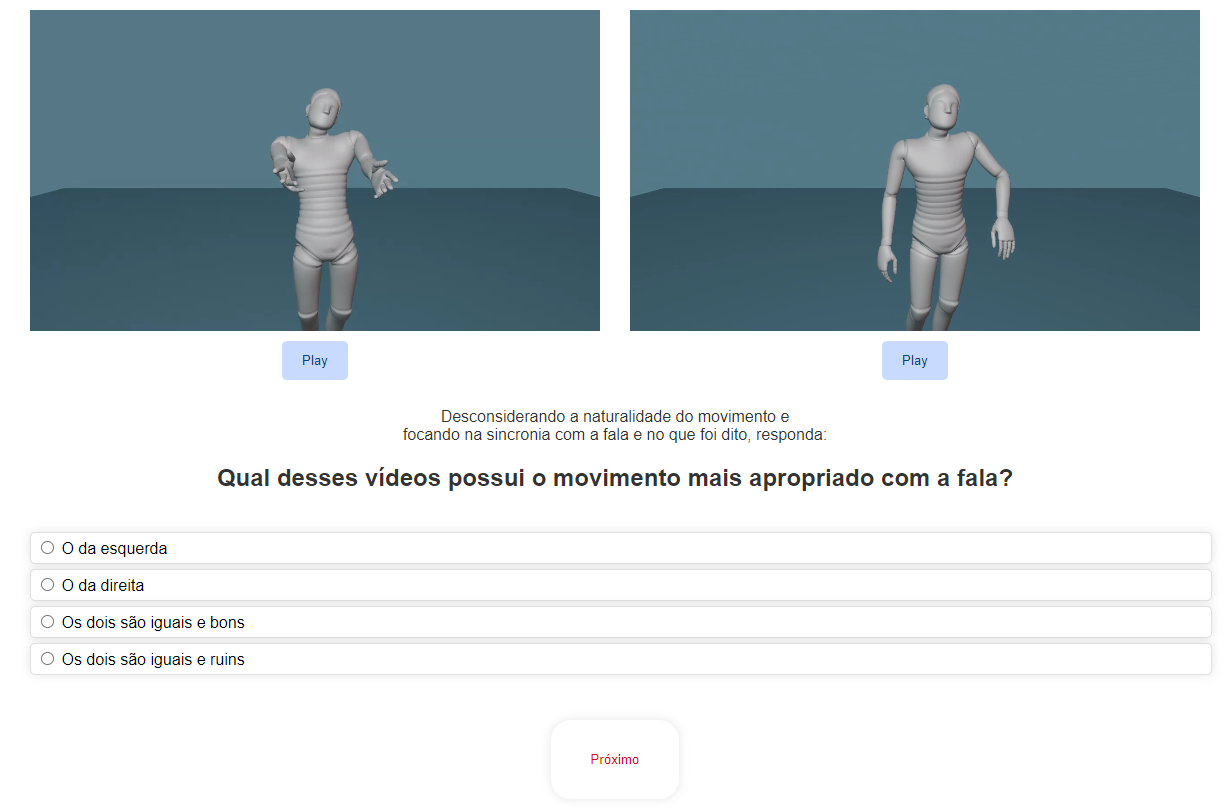 Play
Play
Desconsiderando a naturalidade do movimento e
focando na sincronia com a fala e no que foi dito, responda:
Qual desses vídeos possui o movimento mais apropriado com a fala?
O da esquerda
O da direita
Os dois são iguais e bons
Os dois são iguais e ruins
Próximo